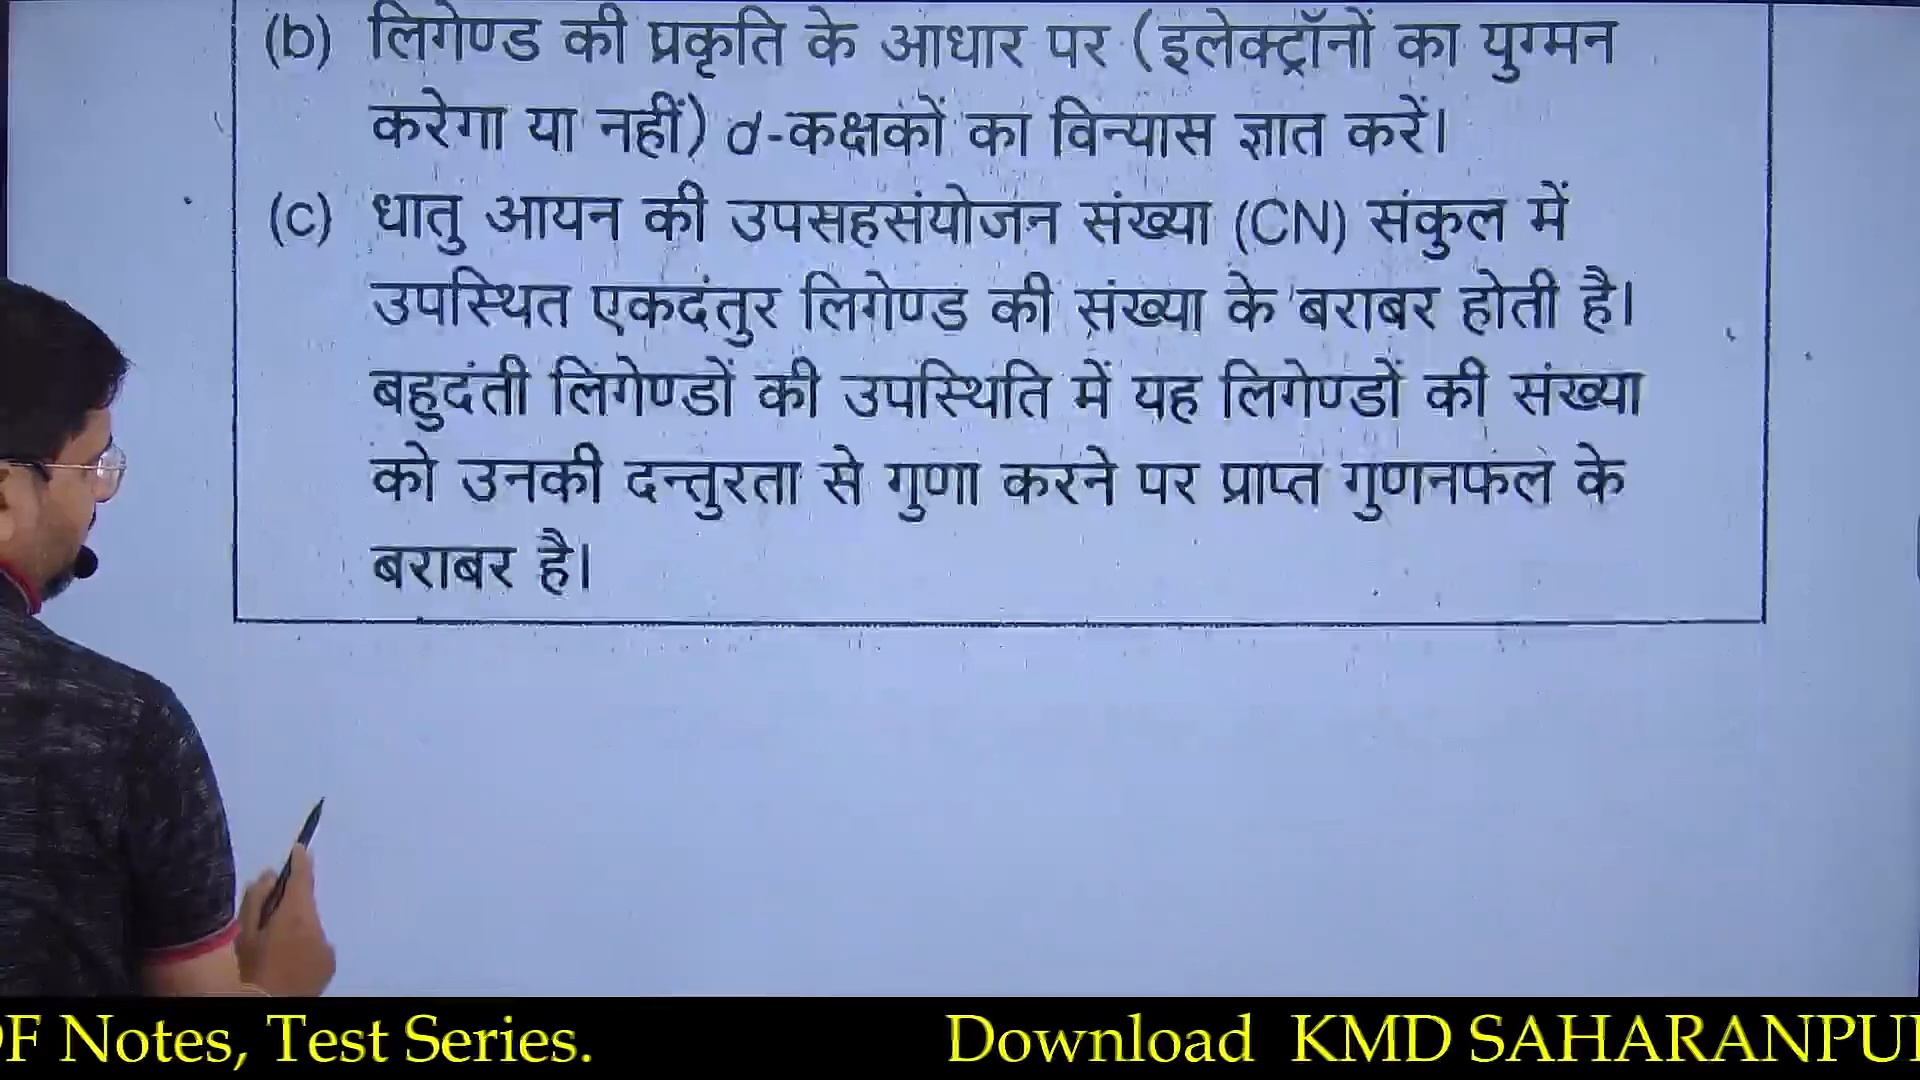 (b) लिगेण्ड की प्रकृति के आधार पर (इलेक्ट्रॉनों का युग्मन
करेगा या नहीं) d-कक्षकों का विन्यास ज्ञात करें।
(c) धातु आयन की उपसहसंयोजन संख्या (CN) संकुल में
उपस्थित एकदंतुर लिगेण्ड की संख्या के बराबर होती है।
बहुदंती लिगेण्डों की उपस्थिति में यह लिगेण्डों की संख्या
को उनकी दन्तुरता से गुणा करने पर प्राप्त गुणनफल के
बराबर है।
F Notes, Test Series. Download KMD SAHARANPU